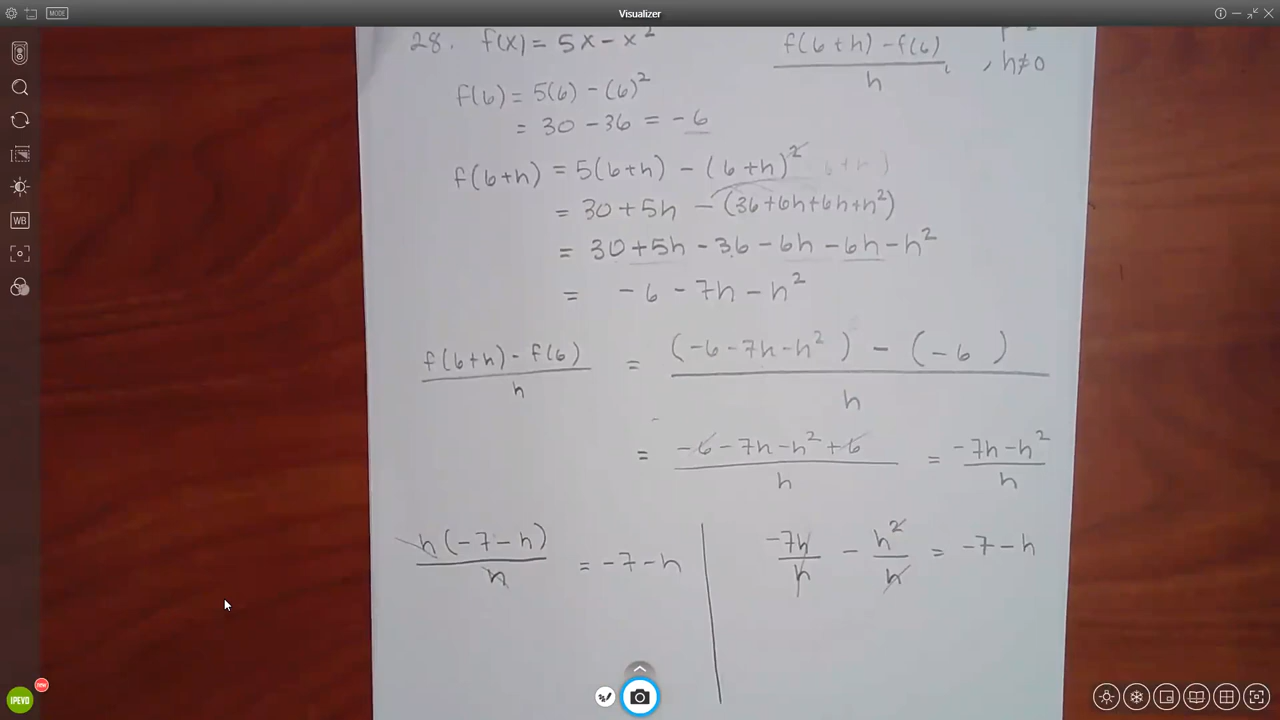 MODE
Visualizer
28. f(x) = 5x - x²
f(6+h) - f(6) / h , h≠0
f(6) = 5(6) - (6)²
= 30 - 36 = -6
f(6+h) = 5(6+h) - (6+h)²
= 30 + 5h - (36+6h+6h+h²)
= 30 + 5h - 36 - 6h - 6h - h²
= -6 - 7h - h²
f(6+h) - f(6) / h = (-6 - 7h - h²) - (-6) / h
= -6 - 7h - h² + 6 / h = -7h - h² / h
h(-7 - h) / h = -7 - h
-7h / h - h² / h = -7 - h
WB
IPEVO
new